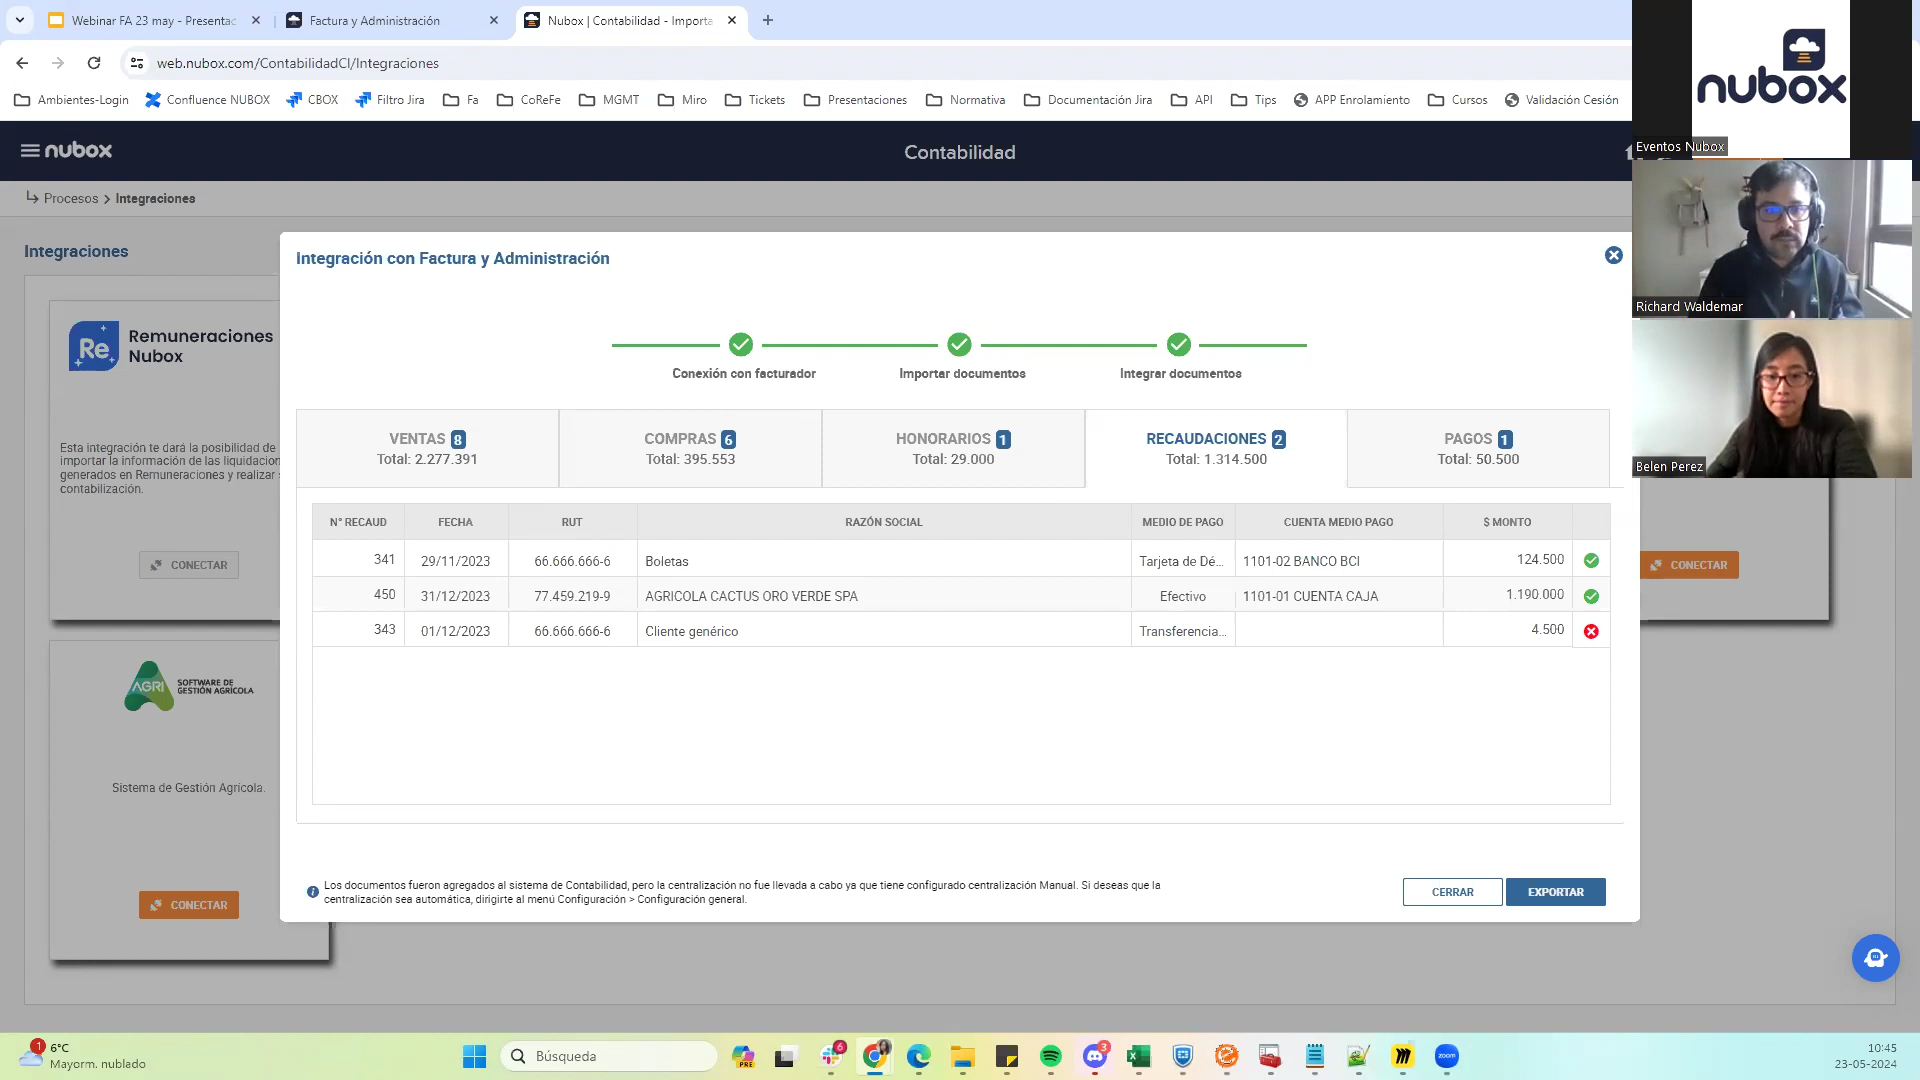 Webinar FA 23 may - Presentac
Factura y Administración
Nubox | Contabilidad - Importa
web.nubox.com/ContabilidadCI/Integraciones
Ambientes-Login
Confluence NUBOX
CBOX
Filtro Jira
Fa
CoReFe
MGMT
Miro
Tickets
Presentaciones
Normativa
Documentación Jira
API
Tips
APP Enrolamiento
Cursos
Validación Cesión
nubox
Eventos Nubox
nubox
Contabilidad
Procesos
Integraciones
Richard Waldemar
Belen Perez
Integraciones
Re
Remuneraciones
Nubox
Esta integración te dará la posibilidad de
importar la información de las liquidacion
generados en Remuneraciones y realizar
contabilización.
CONECTAR
AGRI
SOFTWARE DE
GESTIÓN AGRÍCOLA
Sistema de Gestión Agrícola.
CONECTAR
CONECTAR
Integración con Factura y Administración
Conexión con facturador
Importar documentos
Integrar documentos
VENTAS 8
Total: 2.277.391
COMPRAS 6
Total: 395.553
HONORARIOS 1
Total: 29.000
RECAUDACIONES 2
Total: 1.314.500
PAGOS 1
Total: 50.500
N° RECAUD FECHA RUT RAZÓN SOCIAL MEDIO DE PAGO CUENTA MEDIO PAGO $ MONTO
341 29/11/2023 66.666.666-6 Boletas Tarjeta de Dé... 1101-02 BANCO BCI 124.500
450 31/12/2023 77.459.219-9 AGRICOLA CACTUS ORO VERDE SPA Efectivo 1101-01 CUENTA CAJA 1.190.000
343 01/12/2023 66.666.666-6 Cliente genérico Transferencia... 4.500
Los documentos fueron agregados al sistema de Contabilidad, pero la centralización no fue llevada a cabo ya que tiene configurado centralización Manual. Si deseas que la
centralización sea automática, dirigirte al menú Configuración > Configuración general.
CERRAR
EXPORTAR
1
6°C
Mayorm. nublado
Búsqueda
PRE
6
3
zoom
10:45
23-05-2024